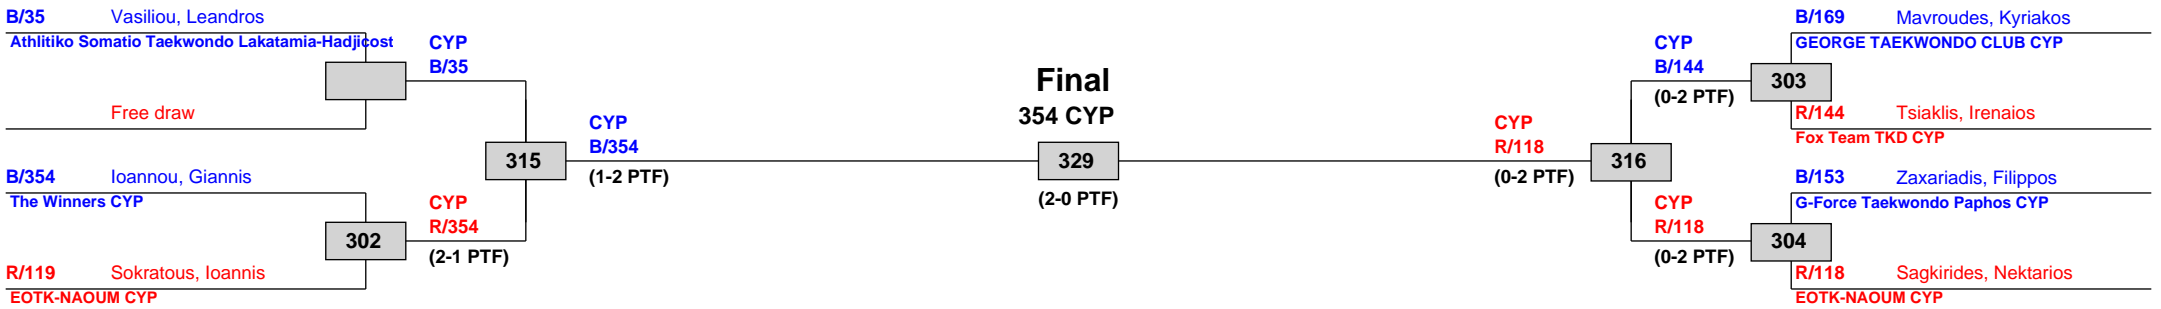 B/35 Vasiliou, Leandros
Athlitiko Somatio Taekwondo Lakatamia-Hadjicost
Free draw
B/354 Ioannou, Giannis
The Winners CYP
302
R/119 Sokratous, Ioannis
EOTK-NAOUM CYP
CYP
B/35
CYP
R/354
(2-1 PTF)
315
CYP
B/354
(1-2 PTF)
Final
354 CYP
329
(2-0 PTF)
CYP
R/118
(0-2 PTF)
316
CYP
B/144
(0-2 PTF)
CYP
R/118
(0-2 PTF)
B/169 Mavroudes, Kyriakos
GEORGE TAEKWONDO CLUB CYP
303
R/144 Tsiaklis, Irenaios
Fox Team TKD CYP
B/153 Zaxariadis, Filippos
G-Force Taekwondo Paphos CYP
304
R/118 Sagkirides, Nektarios
EOTK-NAOUM CYP